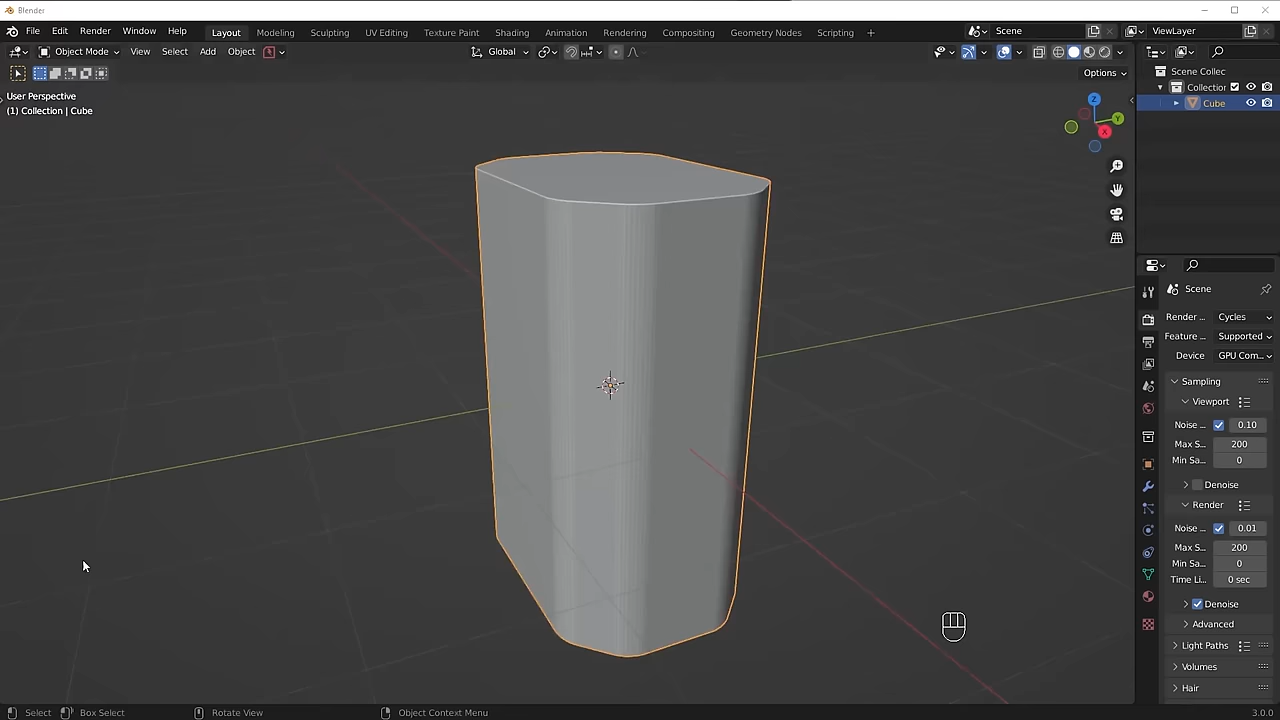 Blender
File Edit Render Window Help Layout Modeling Sculpting UV Editing Texture Paint Shading Animation Rendering Compositing Geometry Nodes Scripting + Scene ViewLayer
Object Mode View Select Add Object Global
Options
User Perspective
(1) Collection | Cube
Z
Y
X
Scene Collec
Collection
Cube
Scene
Render ... Cycles
Feature ... Supported
Device GPU Com...
Sampling
Viewport
Noise ... 0.10
Max S... 200
Min Sa... 0
Denoise
Render
Noise ... 0.01
Max S... 200
Min Sa... 0
Time Li... 0 sec
Denoise
Advanced
Light Paths
Volumes
Hair
Select Box Select Rotate View Object Context Menu 3.0.0